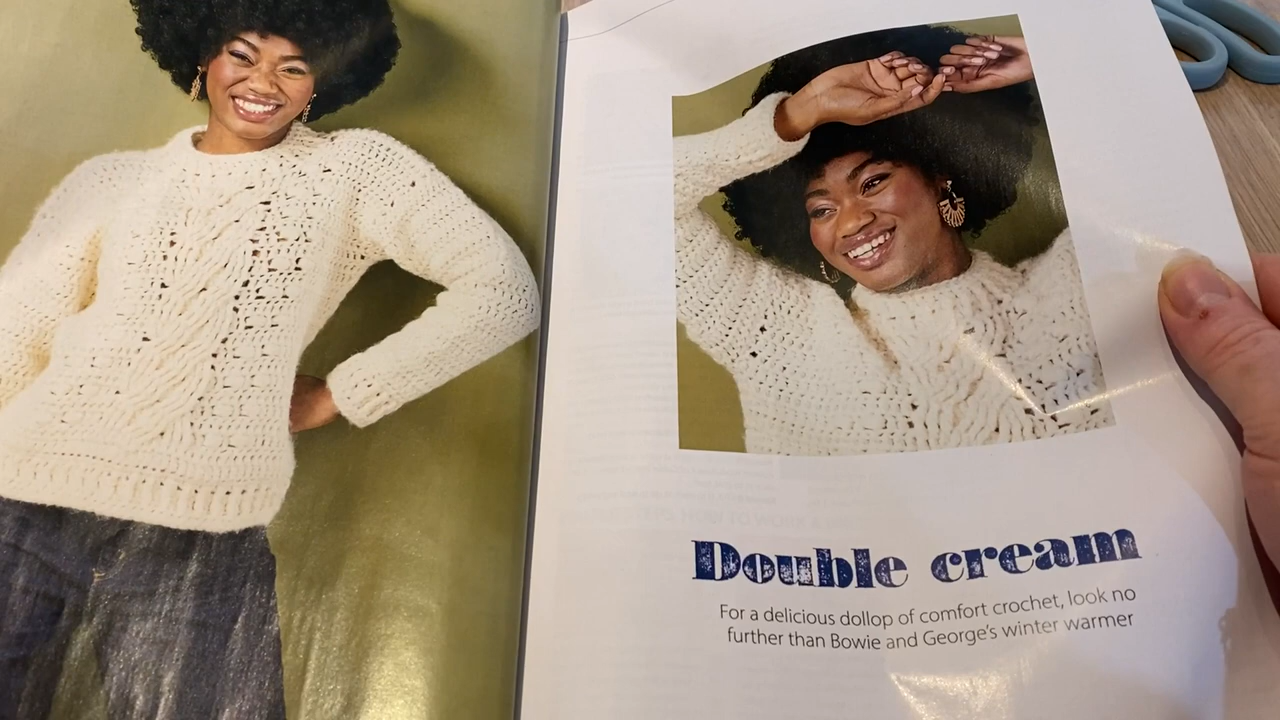 Double cream
For a delicious dollop of comfort crochet, look no
further than Bowie and George's winter warmer